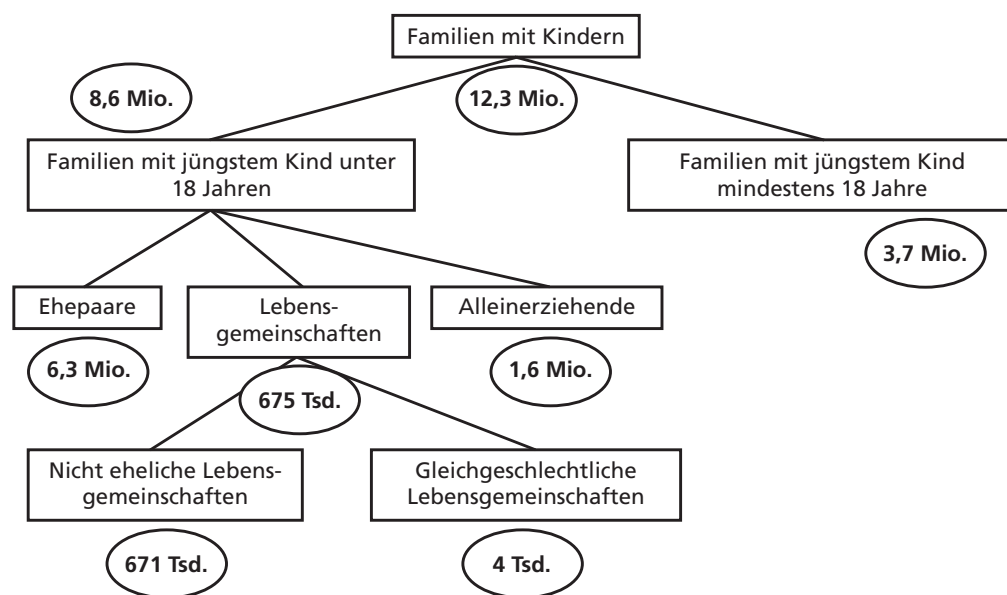 Familien mit Kindern
8,6 Mio.
12,3 Mio.
Familien mit jüngstem Kind unter
18 Jahren
Familien mit jüngstem Kind
mindestens 18 Jahre
3,7 Mio.
Ehepaare
Lebens-
gemeinschaften
Alleinerziehende
6,3 Mio.
675 Tsd.
1,6 Mio.
Nicht eheliche Lebens-
gemeinschaften
Gleichgeschlechtliche
Lebensgemeinschaften
671 Tsd.
4 Tsd.